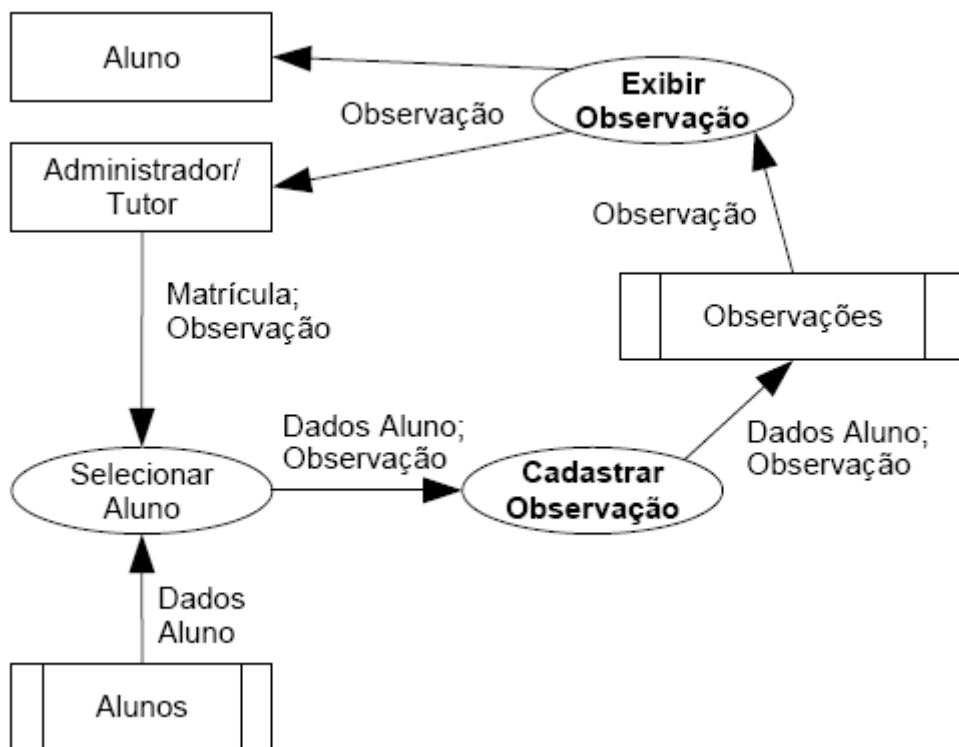 Aluno
Exibir
Observação
Observação
Administrador/
Tutor
Observação
Matrícula;
Observação
Observações
Dados Aluno;
Observação
Dados Aluno;
Observação
Selecionar
Aluno
Cadastrar
Observação
Dados
Aluno
Alunos